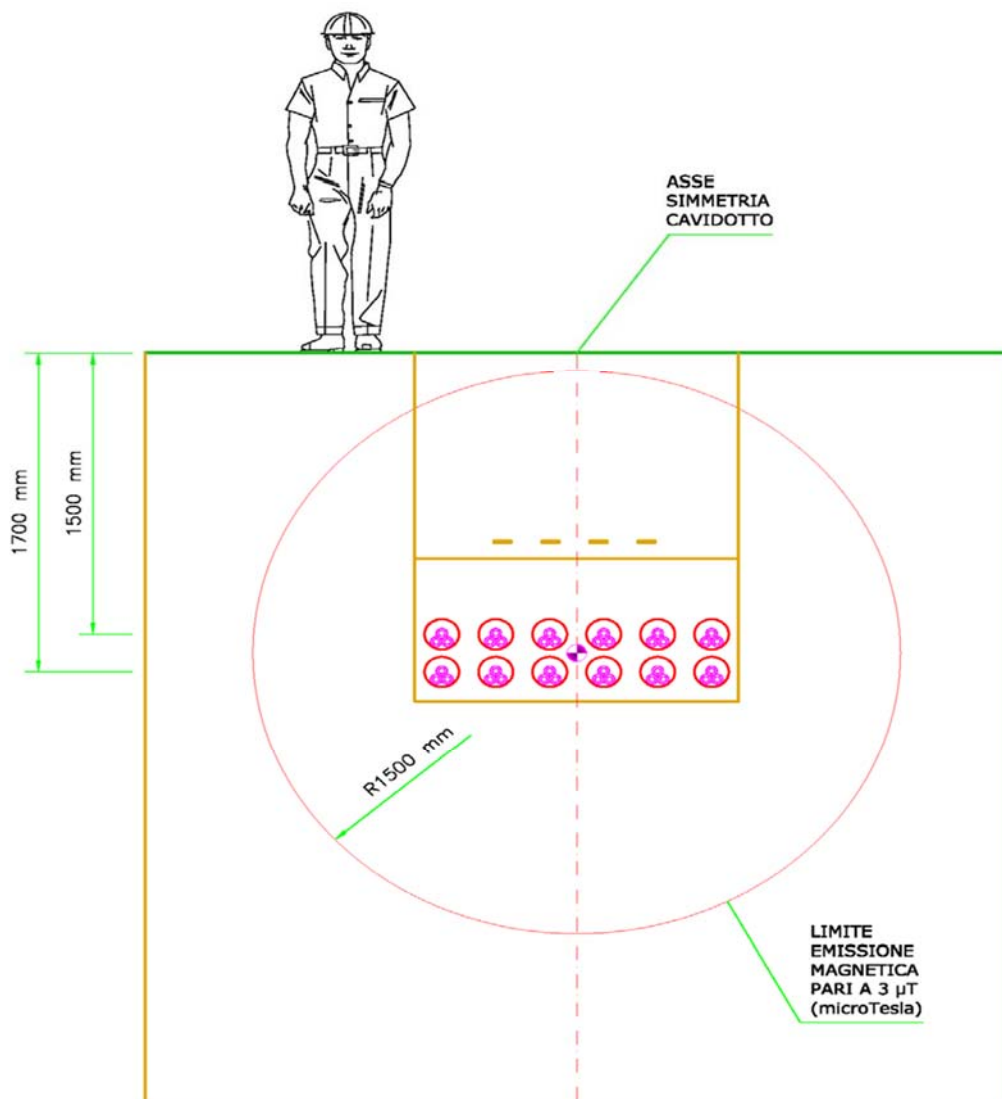 ASSE
SIMMETRIA
CAVIDOTTO
1700 mm
1500 mm
R1500 mm
LIMITE
EMISSIONE
MAGNETICA
PARI A 3 µT
(microTesla)